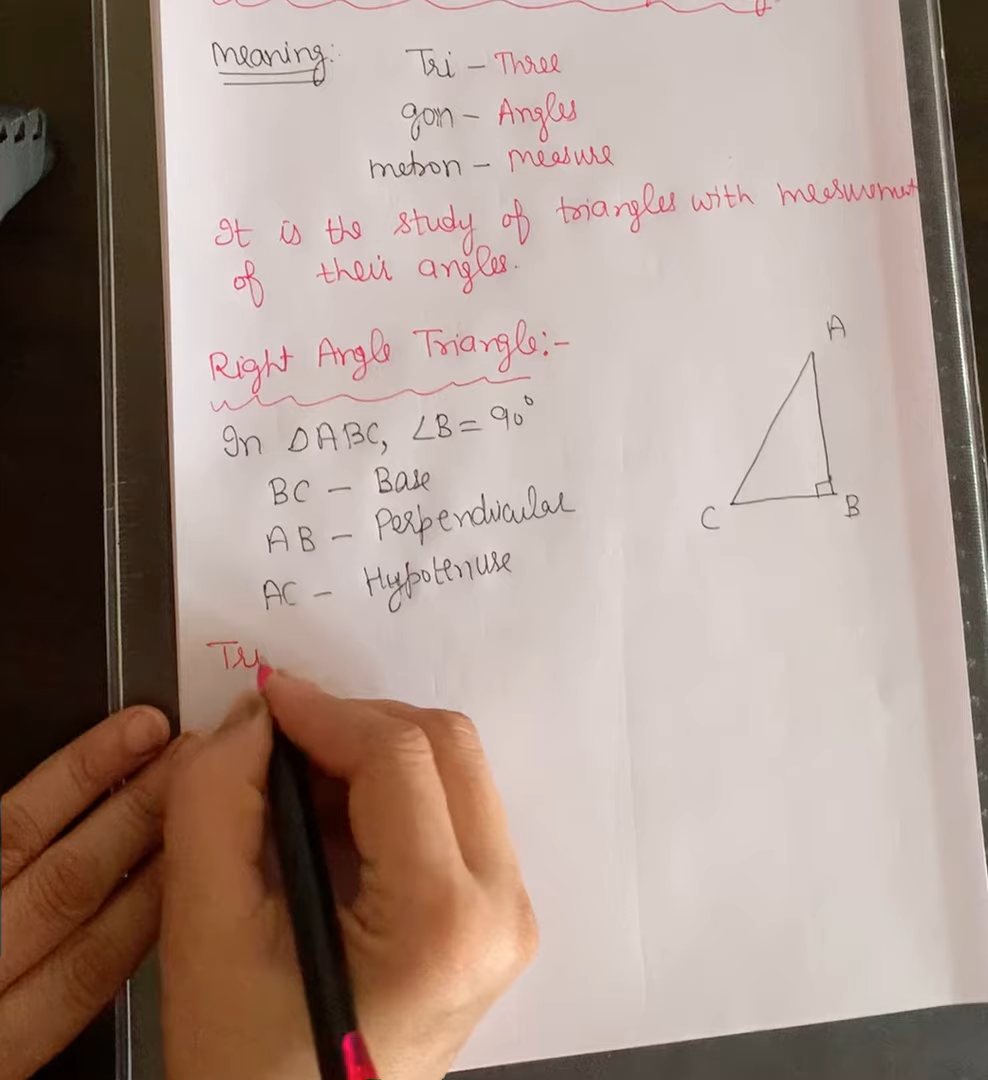 Meaning:
Tri - Three
gon - Angles
metron - Measure
It is the study of triangles with measurement
of their angles.
Right Angle Triangle:-
In ΔABC, ∠B = 90°
BC - Base
AB - Perpendicular
AC - Hypotenuse
A
C
B